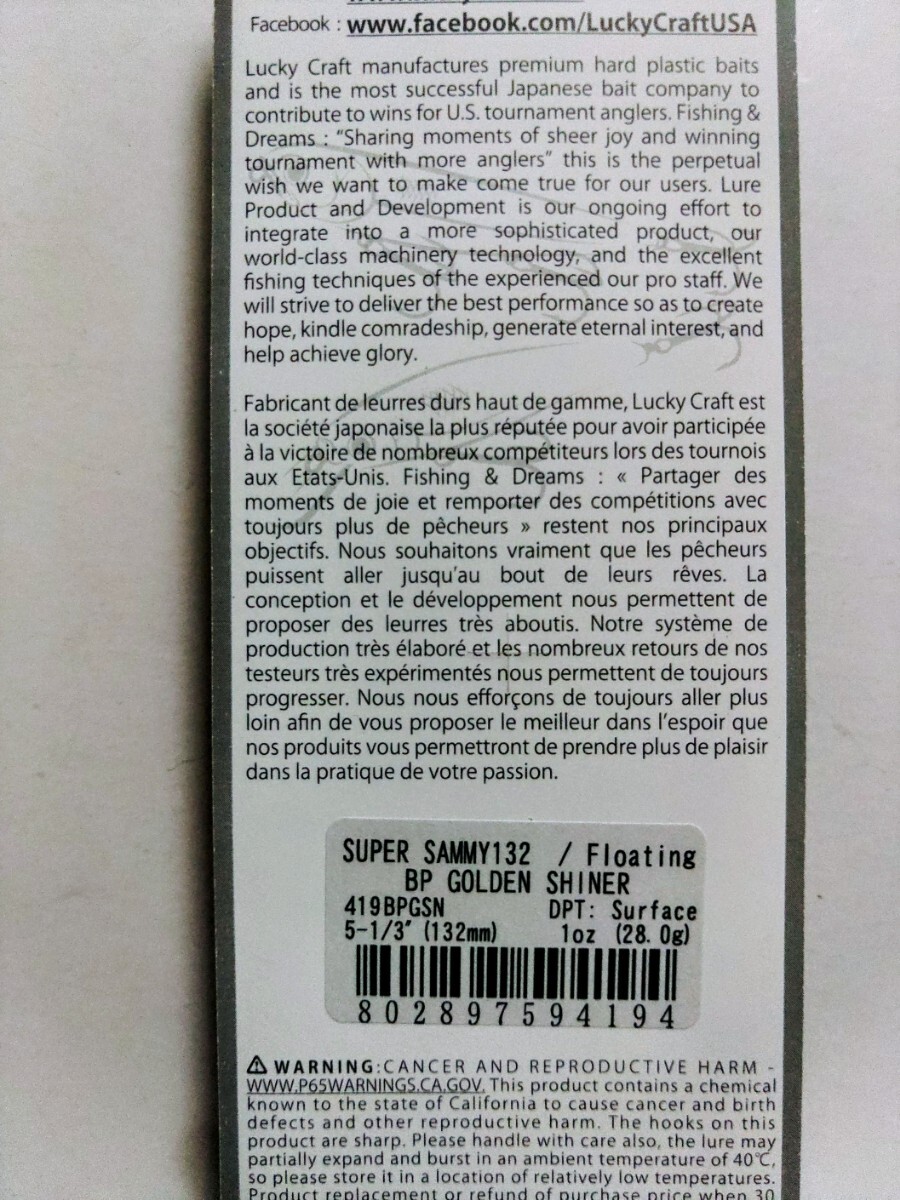 Facebook : www.facebook.com/LuckyCraftUSA
Lucky Craft manufactures premium hard plastic baits
and is the most successful Japanese bait company to
contribute to wins for U.S. tournament anglers. Fishing &
Dreams : “Sharing moments of sheer joy and winning
tournament with more anglers” this is the perpetual
wish we want to make come true for our users. Lure
Product and Development is our ongoing effort to
integrate into a more sophisticated product, our
world-class machinery technology, and the excellent
fishing techniques of the experienced our pro staff. We
will strive to deliver the best performance so as to create
hope, kindle comradeship, generate eternal interest, and
help achieve glory.
Fabricant de leurres durs haut de gamme, Lucky Craft est
la société japonaise la plus réputée pour avoir participée
à la victoire de nombreux compétiteurs lors des tournois
aux Etats-Unis. Fishing & Dreams : « Partager des
moments de joie et remporter des compétitions avec
toujours plus de pêcheurs » restent nos principaux
objectifs. Nous souhaitons vraiment que les pêcheurs
puissent aller jusqu’au bout de leurs rêves. La
conception et le développement nous permettent de
proposer des leurres très aboutis. Notre système de
production très élaboré et les nombreux retours de nos
testeurs très expérimentés nous permettent de toujours
progresser. Nous nous efforçons de toujours aller plus
loin afin de vous proposer le meilleur dans l’espoir que
nos produits vous permettront de prendre plus de plaisir
dans la pratique de votre passion.
SUPER SAMMY132 / Floating
BP GOLDEN SHINER
419BPGSN DPT: Surface
5-1/3" (132mm) 1oz (28.0g)
802897594194
⚠ WARNING:CANCER AND REPRODUCTIVE HARM -
WWW.P65WARNINGS.CA.GOV. This product contains a chemical
known to the state of California to cause cancer and birth
defects and other reproductive harm. The hooks on this
product are sharp. Please handle with care also, the lure may
partially expand and burst in an ambient temperature of 40℃,
so please store it in a location of relatively low temperatures.
Product replacement or refund of purchase price when 30